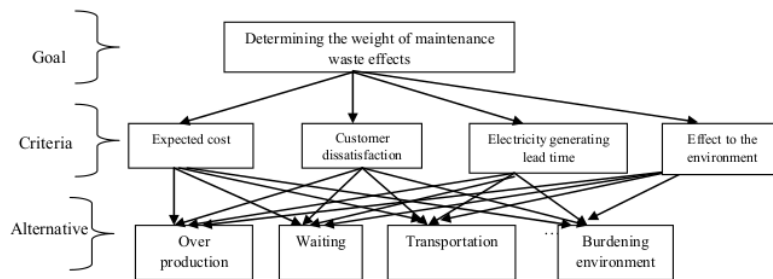 Goal
Determining the weight of maintenance
waste effects
Criteria
Expected cost
Customer
dissatisfaction
Electricity generating
lead time
Effect to the
environment
Alternative
Over
production
Waiting
Transportation
...
Burdening
environment